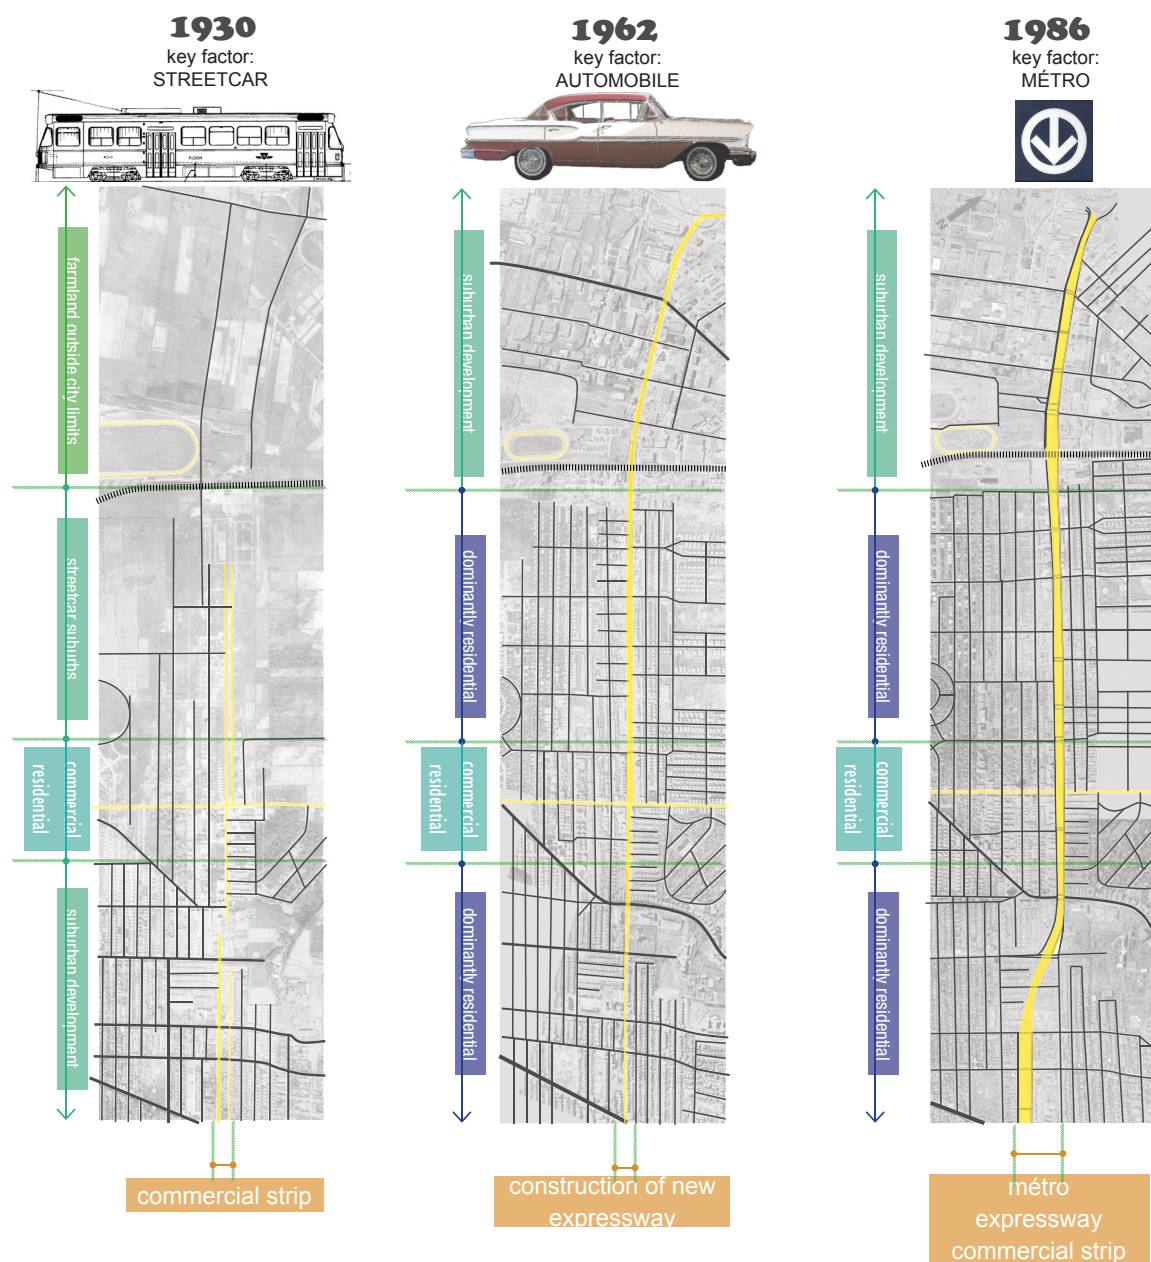 1930
key factor:
STREETCAR
farmland outside city limits
streetcar suburbs
commercial
residential
suburban development
commercial strip
1962
key factor:
AUTOMOBILE
suburban development
dominantly residential
commercial
residential
dominantly residential
construction of new
expressway
1986
key factor:
MÉTRO
suburban development
dominantly residential
commercial
residential
dominantly residential
métro
expressway
commercial strip